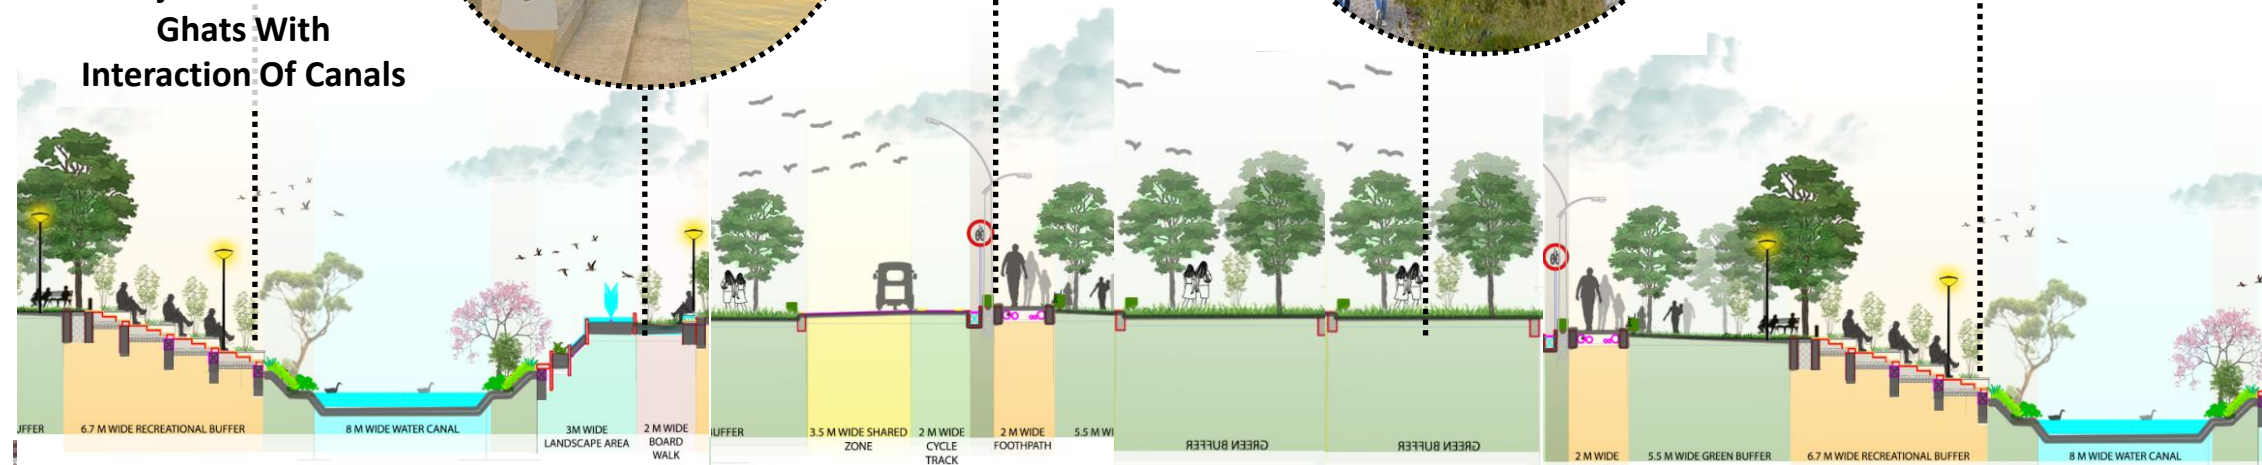 Ghats With
Interaction Of Canals
UFFER
6.7 M WIDE RECREATIONAL BUFFER
8 M WIDE WATER CANAL
3M WIDE
LANDSCAPE AREA
2 M WIDE
BOARD
WALK
UFFER
3.5 M WIDE SHARED
ZONE
2 M WIDE
CYCLE
TRACK
2 M WIDE
FOOTHPATH
5.5 M WI
GREEN BUFFER
GREEN BUFFER
2 M WIDE
5.5 M WIDE GREEN BUFFER
6.7 M WIDE RECREATIONAL BUFFER
8 M WIDE WATER CANAL